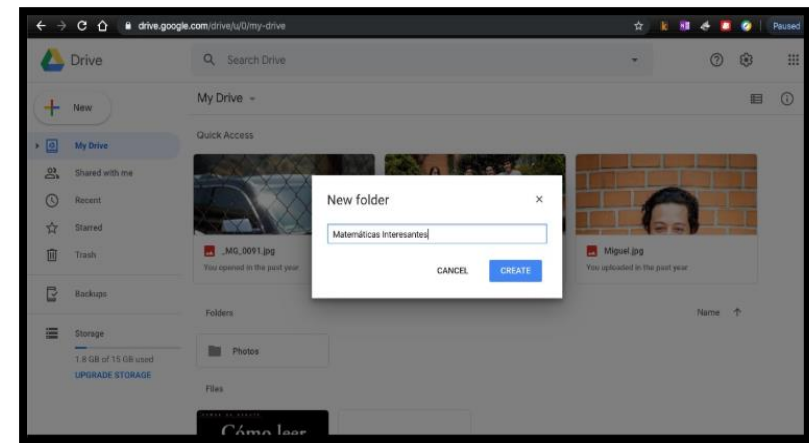 drive.google.com/drive/u/0/my-drive
Paused
Drive
Search Drive
New
My Drive
Quick Access
My Drive
Shared with me
Recent
Starred
Trash
Backups
Storage
1.8 GB of 15 GB used
UPGRADE STORAGE
_MG_0091.jpg
You opened in the past year
New folder
Matemáticas Interesantes
CANCEL
CREATE
Miguel.jpg
You uploaded in the past year
Folders
Name
Photos
Files
Cómo leer